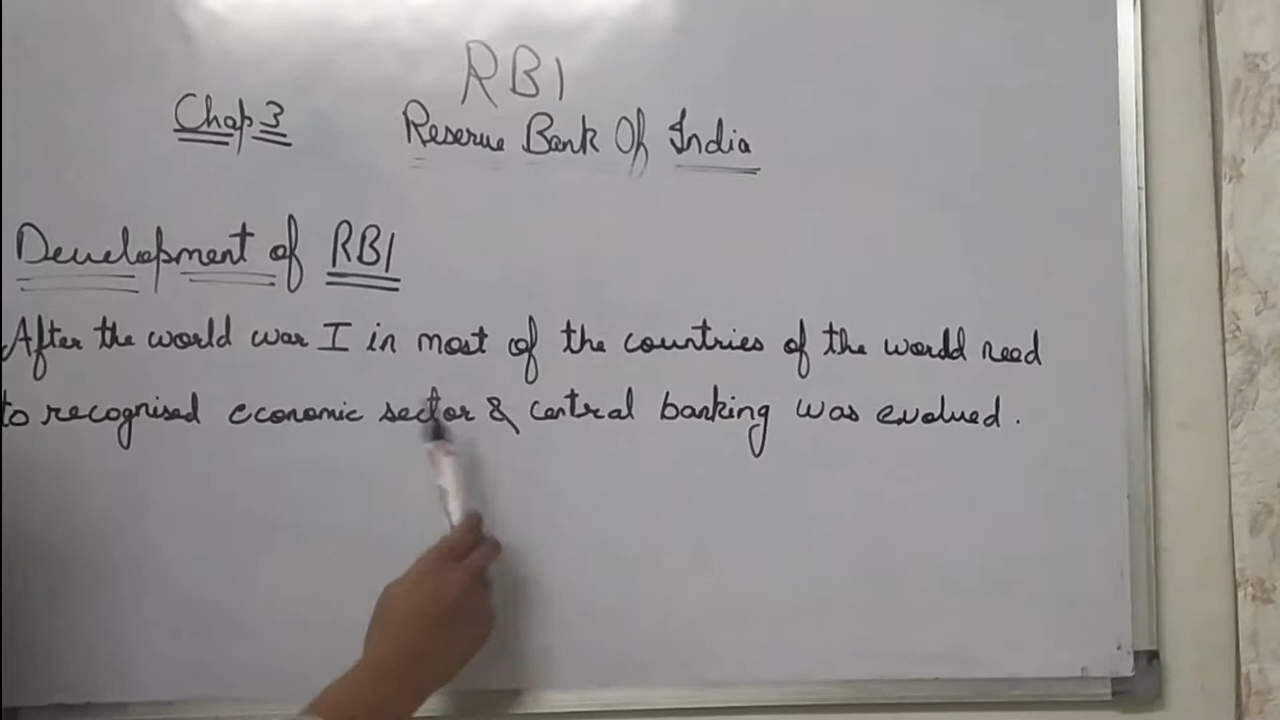 RBI
Chap 3 Reserve Bank Of India
Development of RBI
After the world war I in most of the countries of the world need
to recognised economic sector & central banking was evalued.